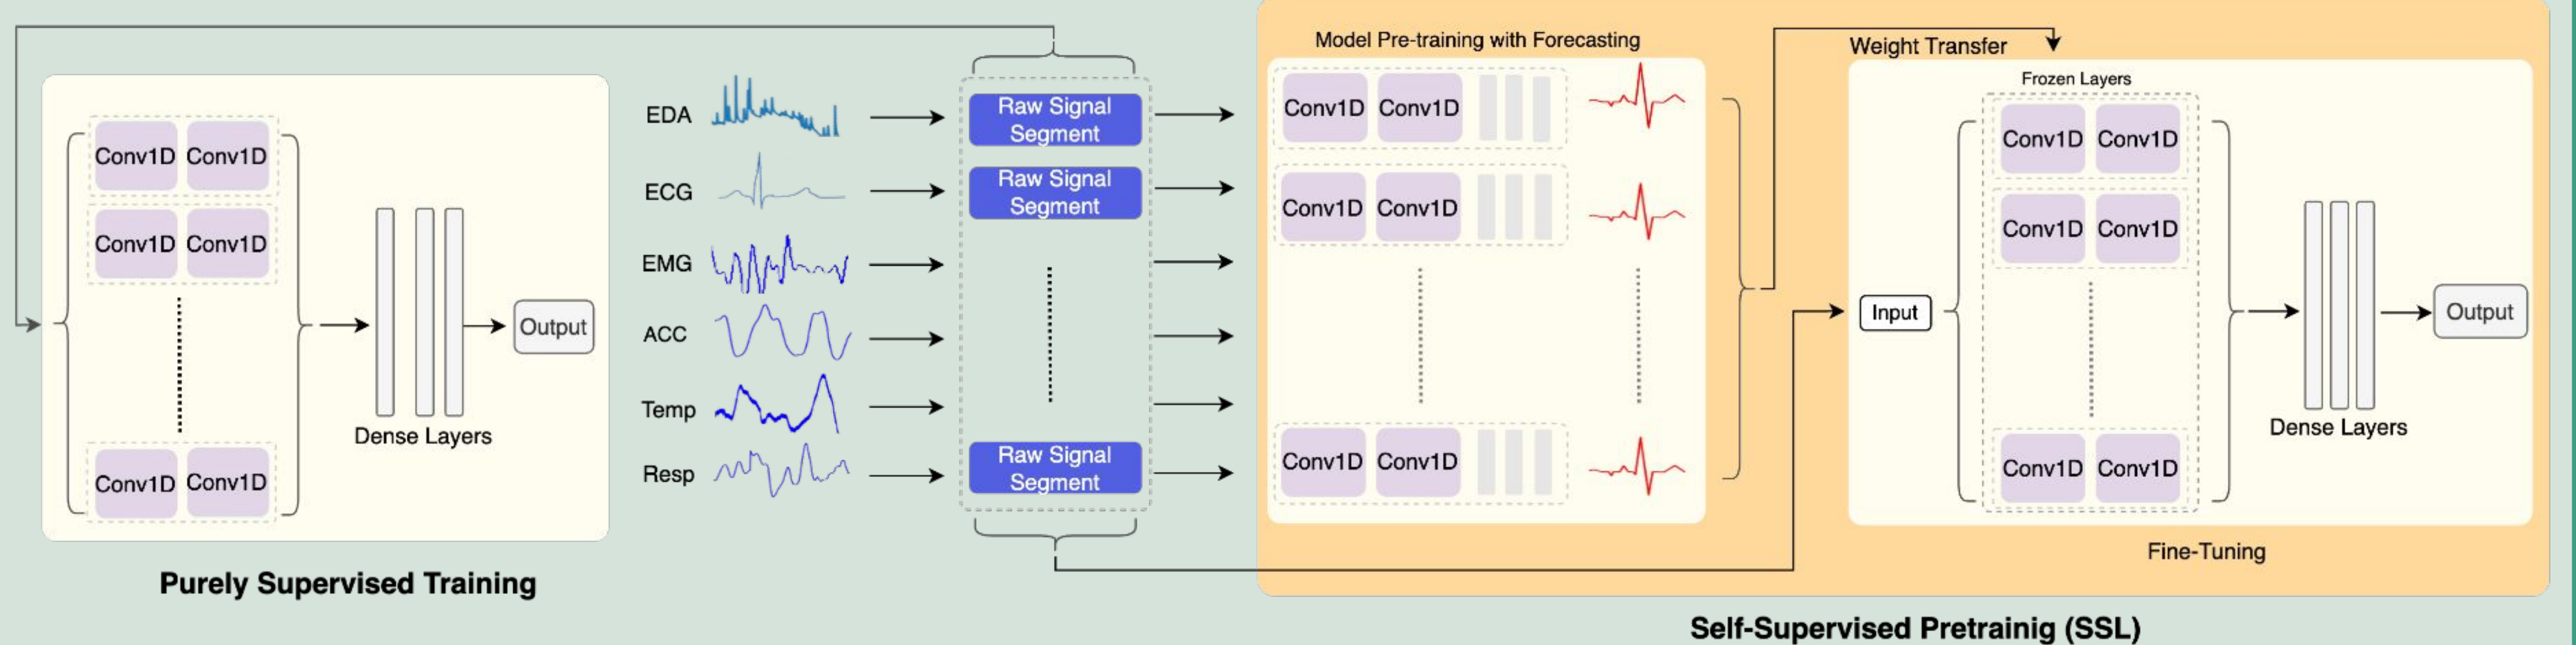 Conv1D Conv1D
Conv1D Conv1D
Conv1D Conv1D
Dense Layers
Output
Purely Supervised Training
EDA
ECG
EMG
ACC
Temp
Resp
Raw Signal
Segment
Raw Signal
Segment
Raw Signal
Segment
Model Pre-training with Forecasting
Conv1D Conv1D
Conv1D Conv1D
Conv1D Conv1D
Weight Transfer
Frozen Layers
Input
Conv1D Conv1D
Conv1D Conv1D
Conv1D Conv1D
Dense Layers
Output
Fine-Tuning
Self-Supervised Pretrainig (SSL)